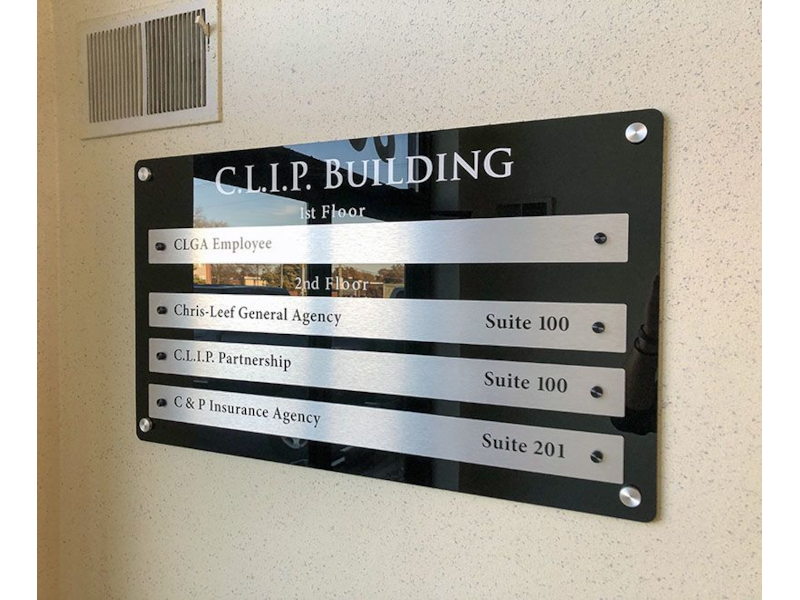 C.L.I.P. BUILDING
1st Floor
CLGA Employee
2nd Floor
Chris-Leef General Agency Suite 100
C.L.I.P. Partnership Suite 100
C & P Insurance Agency Suite 201